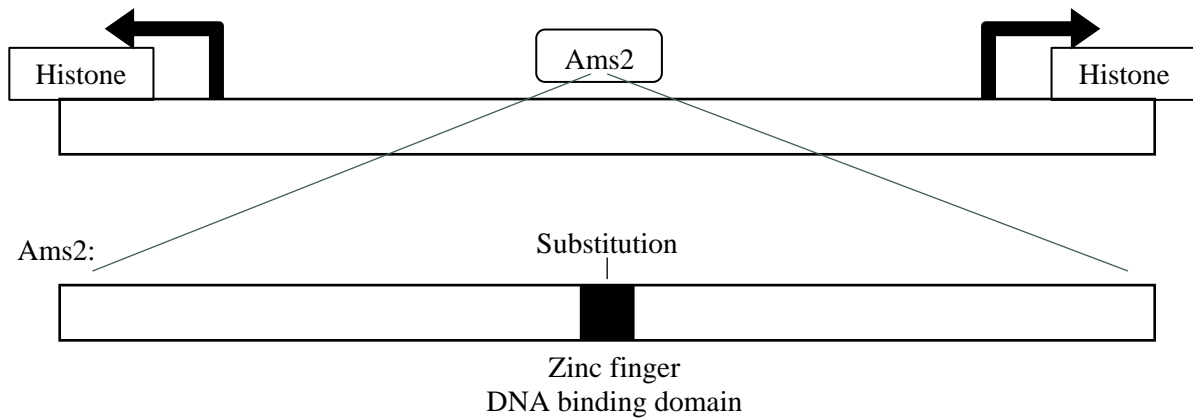 Histone
Ams2
Histone
Ams2:
Substitution
Zinc finger
DNA binding domain